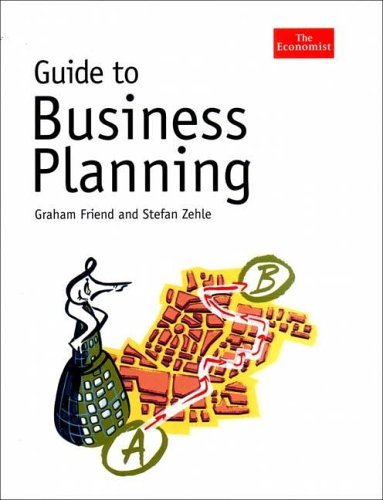 The
Economist
Guide to
Business
Planning
Graham Friend and Stefan Zehle
B
A